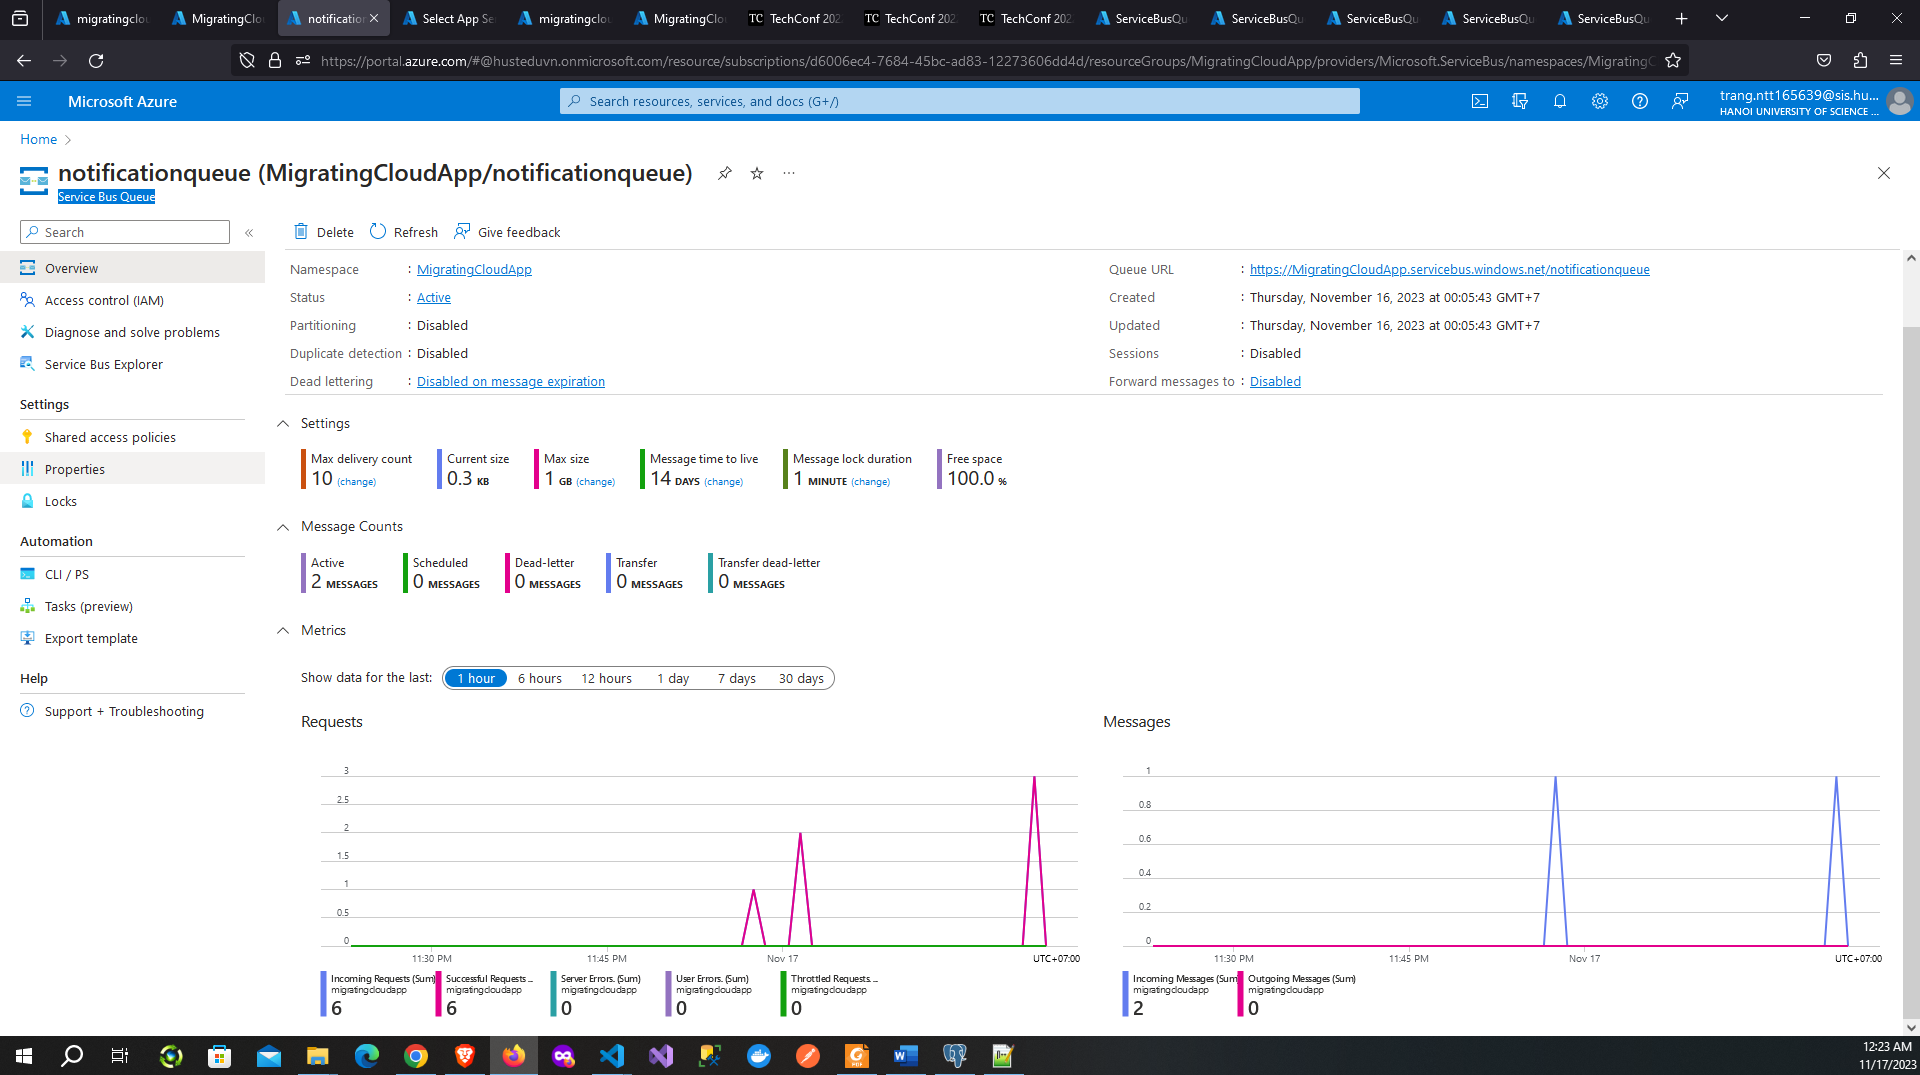 migratingclou
MigratingClo
notification
Select App Se
migratingclou
MigratingClo
TechConf 202
TechConf 202
TechConf 202
ServiceBusQu
ServiceBusQu
ServiceBusQu
ServiceBusQu
ServiceBusQu
https://portal.azure.com/#@husteduvn.onmicrosoft.com/resource/subscriptions/d6006ec4-7684-45bc-ad83-12273606dd4d/resourceGroups/MigratingCloudApp/providers/Microsoft.ServiceBus/namespaces/MigratingC
Microsoft Azure
Search resources, services, and docs (G+/)
trang.ntt165639@sis.hu...
HANOI UNIVERSITY OF SCIENCE ...
Home
notificationqueue (MigratingCloudApp/notificationqueue)
Service Bus Queue
Search
Delete
Refresh
Give feedback
Overview
Access control (IAM)
Diagnose and solve problems
Service Bus Explorer
Settings
Shared access policies
Properties
Locks
Automation
CLI / PS
Tasks (preview)
Export template
Help
Support + Troubleshooting
Namespace : MigratingCloudApp
Status : Active
Partitioning : Disabled
Duplicate detection : Disabled
Dead lettering : Disabled on message expiration
Queue URL : https://MigratingCloudApp.servicebus.windows.net/notificationqueue
Created : Thursday, November 16, 2023 at 00:05:43 GMT+7
Updated : Thursday, November 16, 2023 at 00:05:43 GMT+7
Sessions : Disabled
Forward messages to : Disabled
Settings
Max delivery count
10 (change)
Current size
0.3 KB
Max size
1 GB (change)
Message time to live
14 DAYS (change)
Message lock duration
1 MINUTE (change)
Free space
100.0 %
Message Counts
Active
2 MESSAGES
Scheduled
0 MESSAGES
Dead-letter
0 MESSAGES
Transfer
0 MESSAGES
Transfer dead-letter
0 MESSAGES
Metrics
Show data for the last: 1 hour 6 hours 12 hours 1 day 7 days 30 days
Requests
3
2.5
2
1.5
1
0.5
0
11:30 PM 11:45 PM Nov 17 UTC+07:00
Incoming Requests (Sum)
migratingcloudapp
6
Successful Requests ...
migratingcloudapp
6
Server Errors. (Sum)
migratingcloudapp
0
User Errors. (Sum)
migratingcloudapp
0
Throttled Requests. ...
migratingcloudapp
0
Messages
1
0.8
0.6
0.4
0.2
0
11:30 PM 11:45 PM Nov 17 UTC+07:00
Incoming Messages (Sum)
migratingcloudapp
2
Outgoing Messages (Sum)
migratingcloudapp
0
12:23 AM
11/17/2023